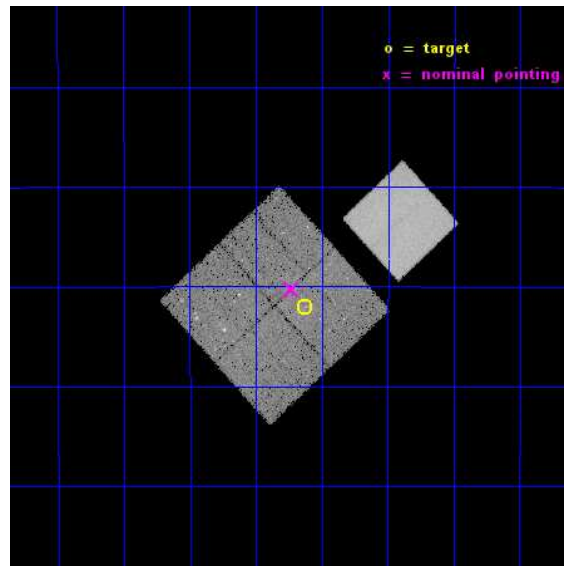 o = target
x = nominal pointing